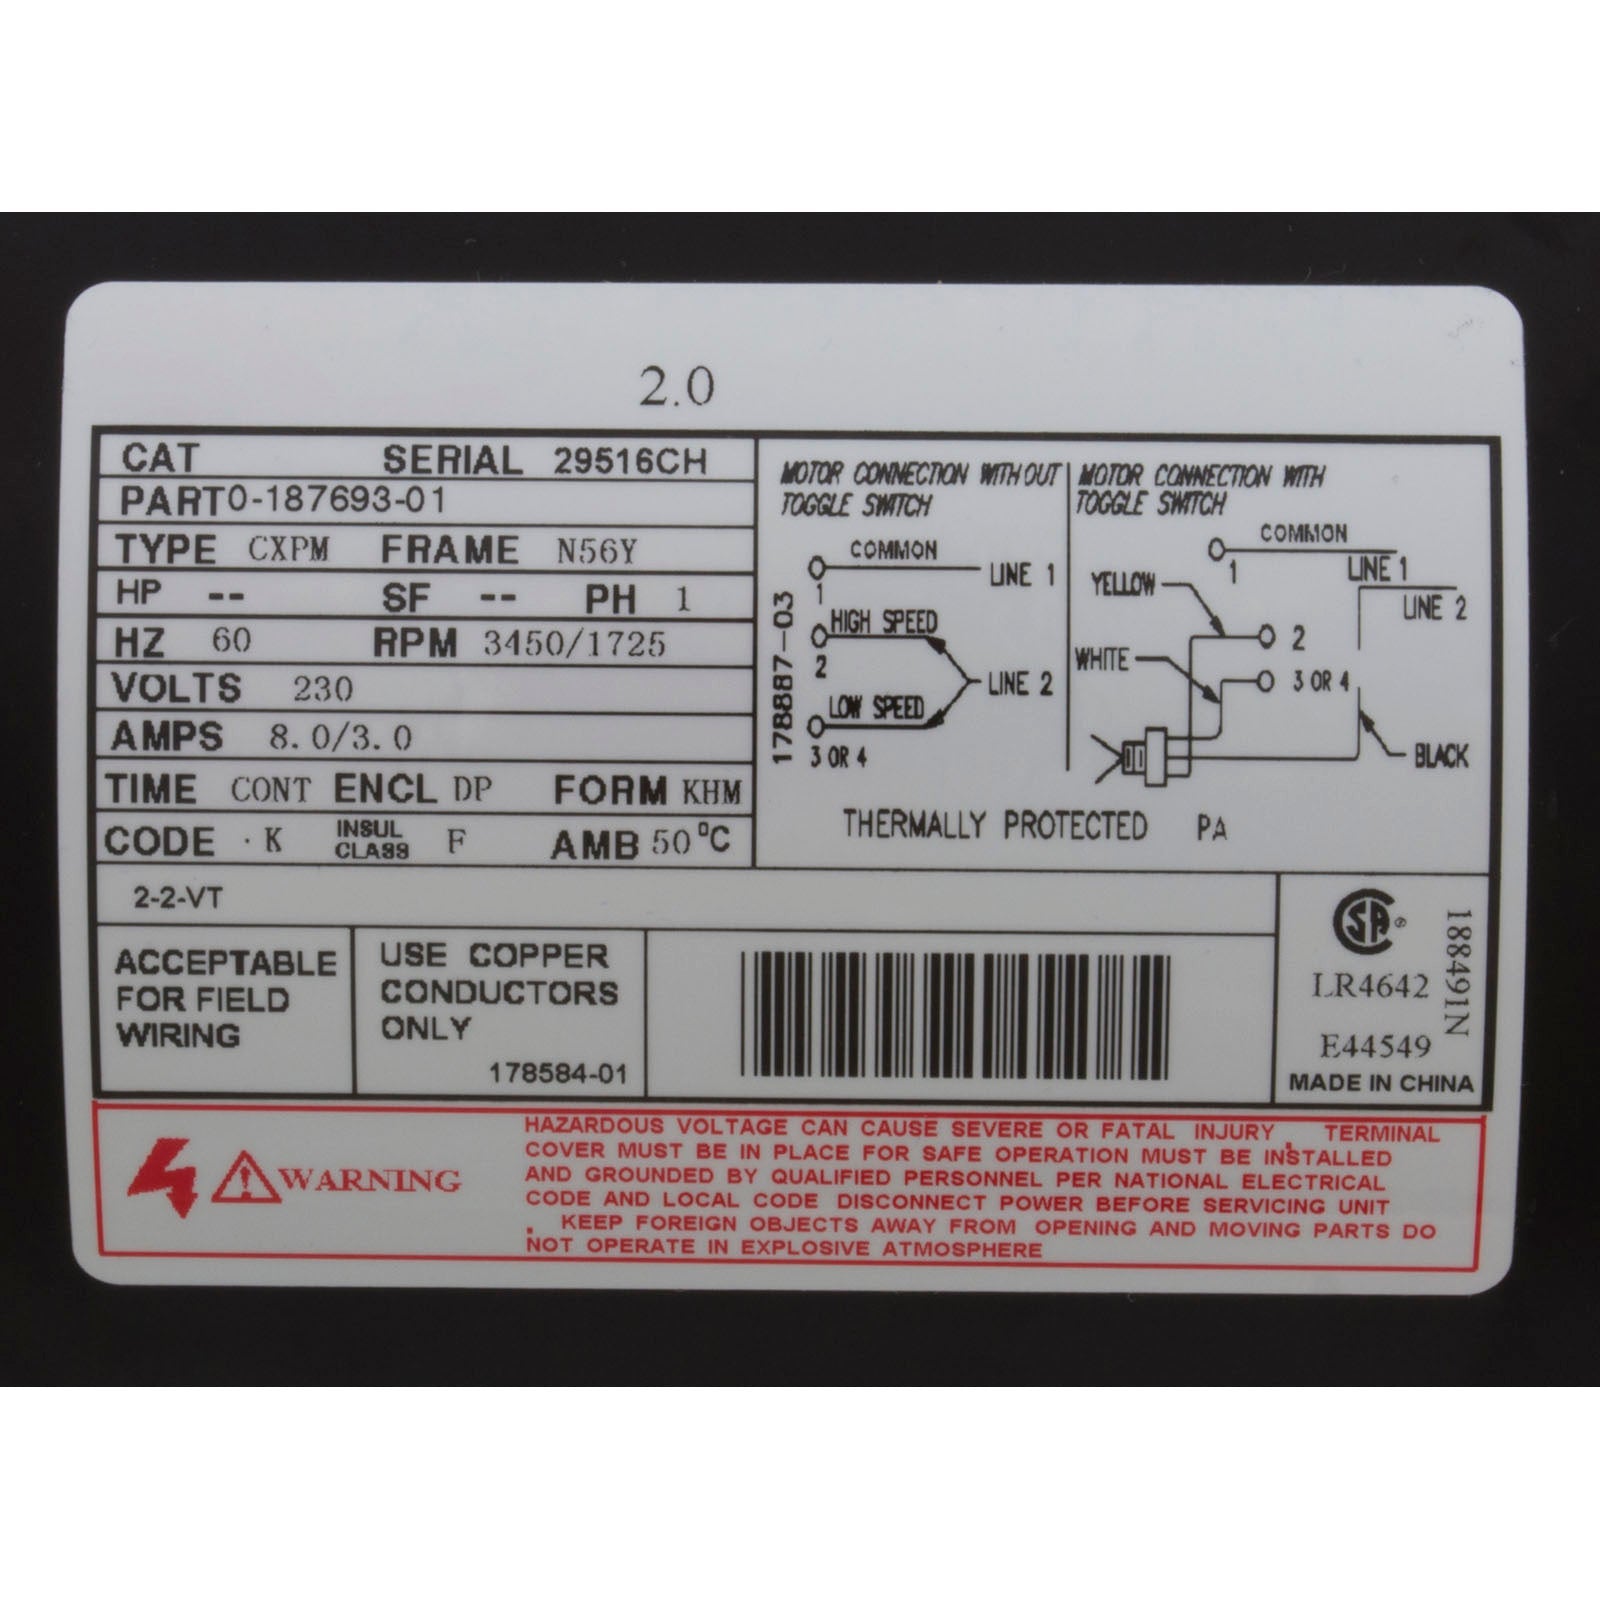 2.0
CAT SERIAL 29516CH
PART 0-187693-01
TYPE CXPM FRAME N56Y
HP -- SF -- PH 1
HZ 60 RPM 3450/1725
VOLTS 230
AMPS 8.0/3.0
TIME CONT ENCL DP FORM KHM
CODE .K INSUL CLASS F AMB 50°C
178887-03
MOTOR CONNECTION WITHOUT
TOGGLE SWITCH
COMMON
1
LINE 1
HIGH SPEED
2
LINE 2
LOW SPEED
3 OR 4
MOTOR CONNECTION WITH
TOGGLE SWITCH
COMMON
1
LINE 1
LINE 2
YELLOW
2
WHITE
3 OR 4
BLACK
THERMALLY PROTECTED PA
2-2-VT
ACCEPTABLE
FOR FIELD
WIRING
USE COPPER
CONDUCTORS
ONLY
178584-01
SA ®
LR4642
E44549
MADE IN CHINA
188491N
WARNING
HAZARDOUS VOLTAGE CAN CAUSE SEVERE OR FATAL INJURY . TERMINAL
COVER MUST BE IN PLACE FOR SAFE OPERATION MUST BE INSTALLED
AND GROUNDED BY QUALIFIED PERSONNEL PER NATIONAL ELECTRICAL
CODE AND LOCAL CODE DISCONNECT POWER BEFORE SERVICING UNIT
. KEEP FOREIGN OBJECTS AWAY FROM OPENING AND MOVING PARTS DO
NOT OPERATE IN EXPLOSIVE ATMOSPHERE